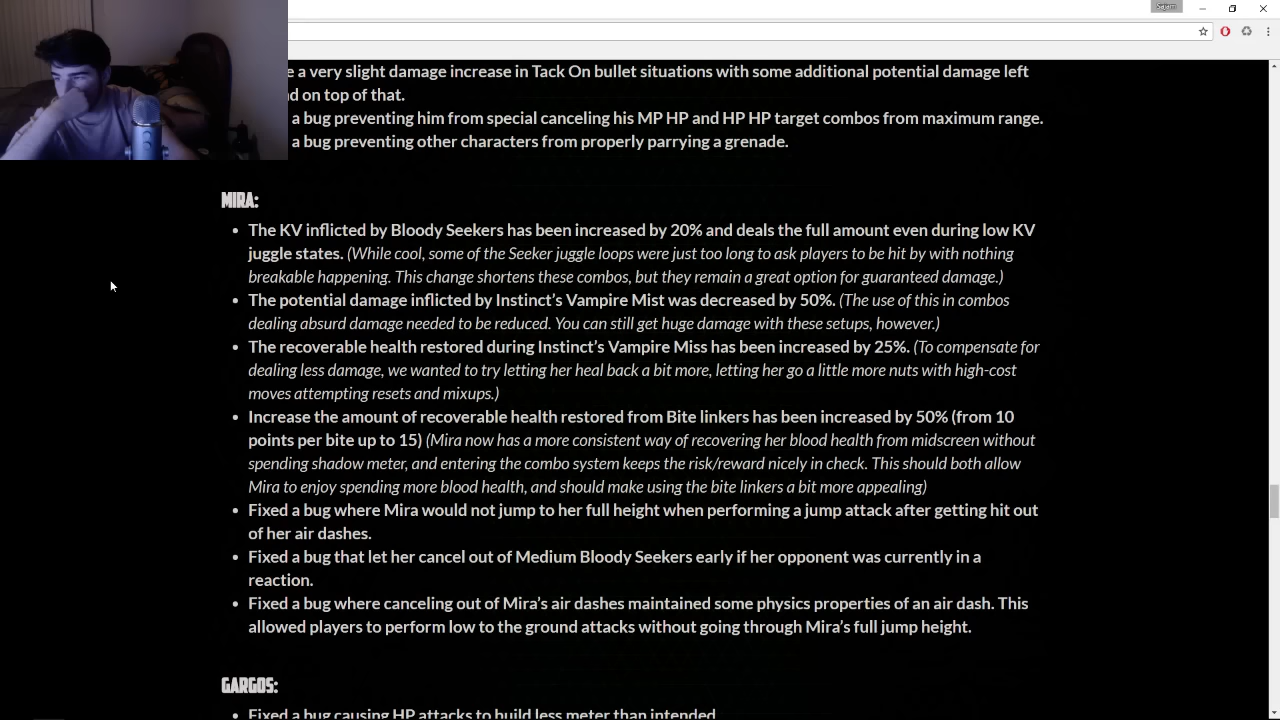 Sajam
e a very slight damage increase in Tack On bullet situations with some additional potential damage left
nd on top of that.
a bug preventing him from special canceling his MP HP and HP HP target combos from maximum range.
a bug preventing other characters from properly parrying a grenade.
MIRA:
• The KV inflicted by Bloody Seekers has been increased by 20% and deals the full amount even during low KV
juggle states. (While cool, some of the Seeker juggle loops were just too long to ask players to be hit by with nothing
breakable happening. This change shortens these combos, but they remain a great option for guaranteed damage.)
• The potential damage inflicted by Instinct’s Vampire Mist was decreased by 50%. (The use of this in combos
dealing absurd damage needed to be reduced. You can still get huge damage with these setups, however.)
• The recoverable health restored during Instinct’s Vampire Miss has been increased by 25%. (To compensate for
dealing less damage, we wanted to try letting her heal back a bit more, letting her go a little more nuts with high-cost
moves attempting resets and mixups.)
• Increase the amount of recoverable health restored from Bite linkers has been increased by 50% (from 10
points per bite up to 15) (Mira now has a more consistent way of recovering her blood health from midscreen without
spending shadow meter, and entering the combo system keeps the risk/reward nicely in check. This should both allow
Mira to enjoy spending more blood health, and should make using the bite linkers a bit more appealing)
• Fixed a bug where Mira would not jump to her full height when performing a jump attack after getting hit out
of her air dashes.
• Fixed a bug that let her cancel out of Medium Bloody Seekers early if her opponent was currently in a
reaction.
• Fixed a bug where canceling out of Mira’s air dashes maintained some physics properties of an air dash. This
allowed players to perform low to the ground attacks without going through Mira’s full jump height.
GARGOS:
• Fixed a bug causing HP attacks to build less meter than intended